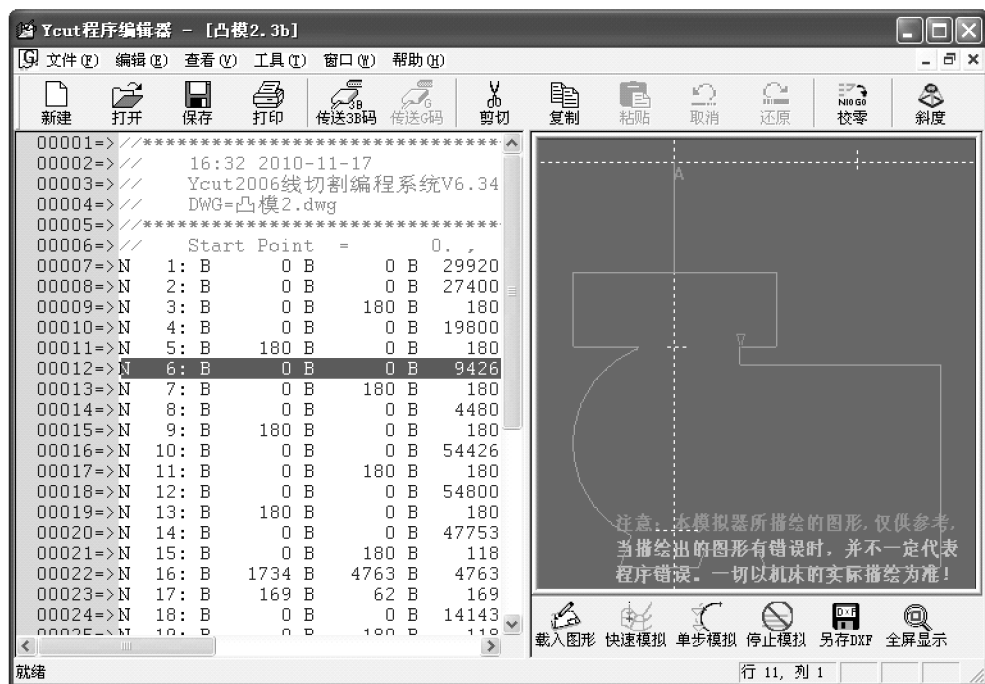 Ycut程序编辑器 - [凸模2.3b]
文件(F) 编辑(E) 查看(V) 工具(T) 窗口(W) 帮助(H)
新建 打开 保存 打印 传送3B码 传送G码 剪切 复制 粘贴 取消 还原 校零 斜度
00001=>//**********************************
00002=>// 16:32 2010-11-17
00003=>// Ycut2006线切割编程系统V6.34
00004=>// DWG=凸模2.dwg
00005=>//**********************************
00006=>// Start Point = 0. ,
00007=>N 1: B 0 B 0 B 29920
00008=>N 2: B 0 B 0 B 27400
00009=>N 3: B 0 B 180 B 180
00010=>N 4: B 0 B 0 B 19800
00011=>N 5: B 180 B 0 B 180
00012=>N 6: B 0 B 0 B 9426
00013=>N 7: B 0 B 180 B 180
00014=>N 8: B 0 B 0 B 4480
00015=>N 9: B 180 B 0 B 180
00016=>N 10: B 0 B 0 B 54426
00017=>N 11: B 0 B 180 B 180
00018=>N 12: B 0 B 0 B 54800
00019=>N 13: B 180 B 0 B 180
00020=>N 14: B 0 B 0 B 47753
00021=>N 15: B 0 B 180 B 118
00022=>N 16: B 1734 B 4763 B 4763
00023=>N 17: B 169 B 62 B 169
00024=>N 18: B 0 B 0 B 14143
00025=>N 19: B 0 B 180 B 118
A
注意: 本模拟器所描绘的图形,仅供参考,
当描绘出的图形有错误时, 并不一定代表
程序错误。一切以机床的实际描绘为准!
载入图形 快速模拟 单步模拟 停止模拟 另存DXF 全屏显示
就绪 行 11, 列 1